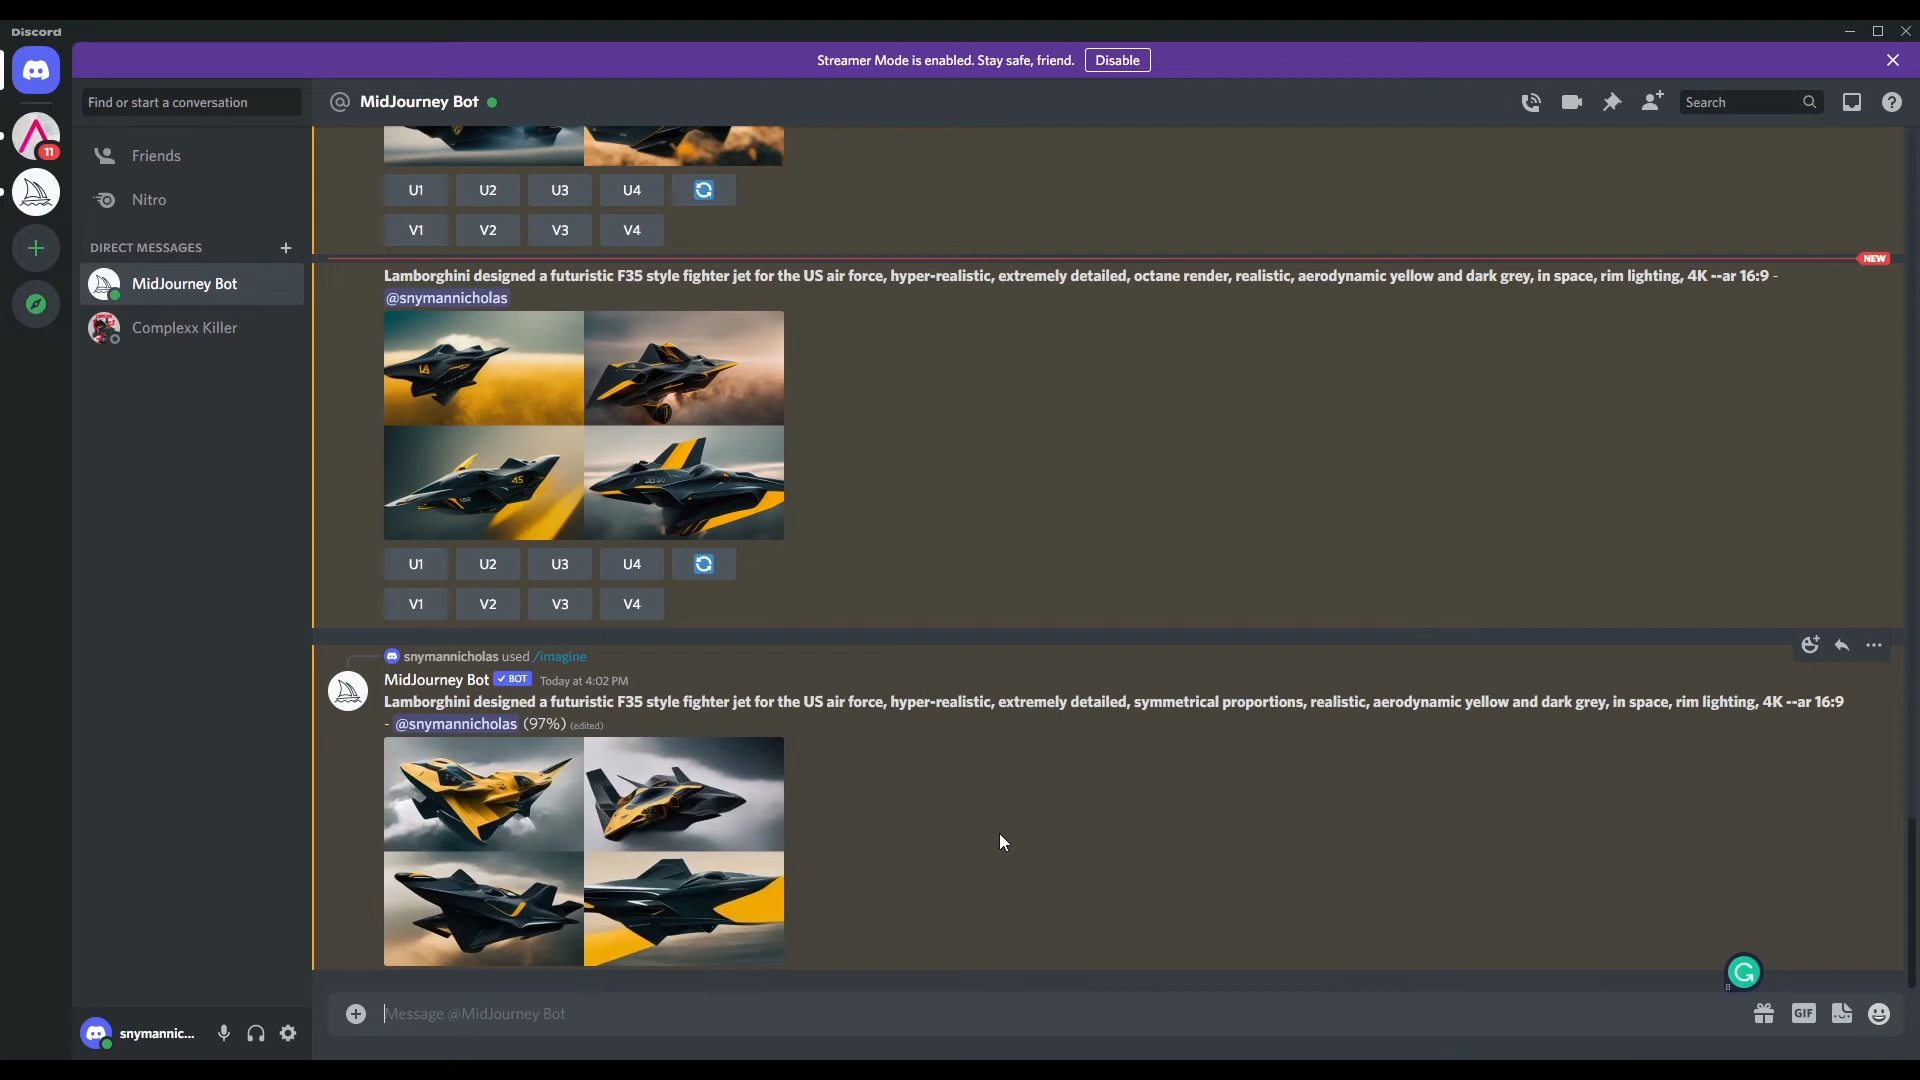 Discord
Streamer Mode is enabled. Stay safe, friend. Disable
Find or start a conversation
MidJourney Bot
Search
11
Friends
Nitro
DIRECT MESSAGES
MidJourney Bot
Complexx Killer
U1 U2 U3 U4
V1 V2 V3 V4
NEW
Lamborghini designed a futuristic F35 style fighter jet for the US air force, hyper-realistic, extremely detailed, octane render, realistic, aerodynamic yellow and dark grey, in space, rim lighting, 4K --ar 16:9 -
@snymannicholas
U1 U2 U3 U4
V1 V2 V3 V4
snymannicholas used /imagine
MidJourney Bot BOT Today at 4:02 PM
Lamborghini designed a futuristic F35 style fighter jet for the US air force, hyper-realistic, extremely detailed, symmetrical proportions, realistic, aerodynamic yellow and dark grey, in space, rim lighting, 4K --ar 16:9
- @snymannicholas (97%) (edited)
Message @MidJourney Bot
GIF
snymannic...